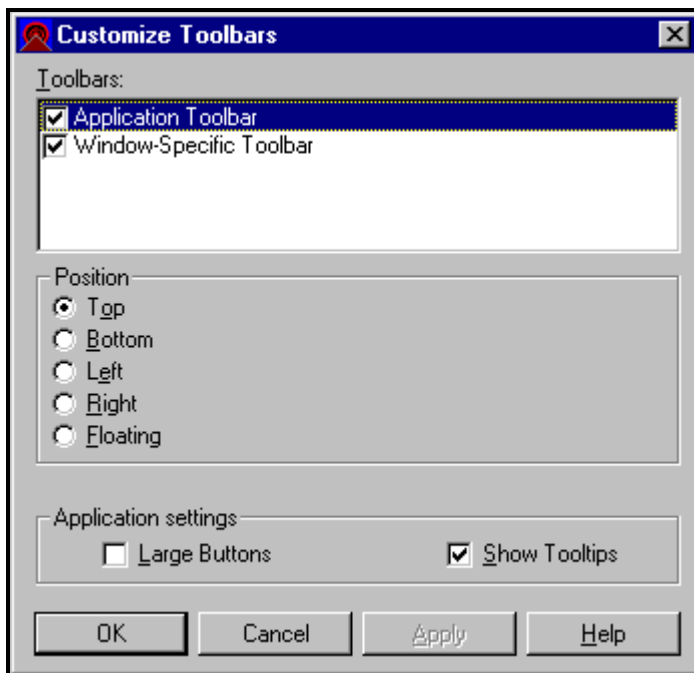 Customize Toolbars
Toolbars:
Application Toolbar
Window-Specific Toolbar
Position
Top
Bottom
Left
Right
Floating
Application settings
Large Buttons Show Tooltips
OK Cancel Apply Help